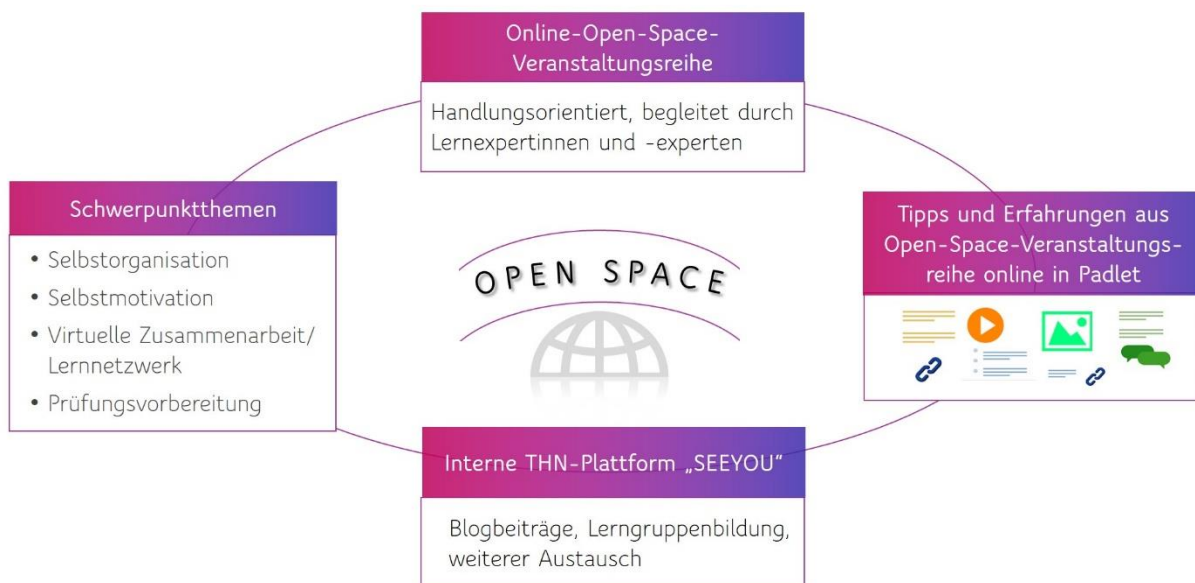 Online-Open-Space-
Veranstaltungsreihe
Handlungsorientiert, begleitet durch
Lernexpertinnen und -experten
Schwerpunktthemen
• Selbstorganisation
• Selbstmotivation
• Virtuelle Zusammenarbeit/
Lernnetzwerk
• Prüfungsvorbereitung
OPEN SPACE
Tipps und Erfahrungen aus
Open-Space-Veranstaltungs-
reihe online in Padlet
Interne THN-Plattform „SEEYOU“
Blogbeiträge, Lerngruppenbildung,
weiterer Austausch